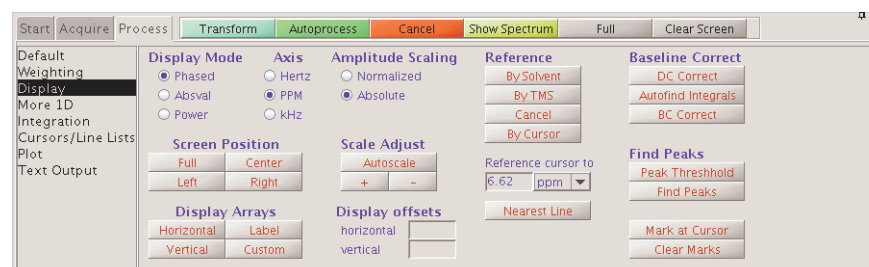 Start Acquire Process Transform Autoprocess Cancel Show Spectrum Full Clear Screen
Default
Weighting
Display
More 1D
Integration
Cursors/Line Lists
Plot
Text Output
Display Mode
Phased
Absval
Power
Axis
Hertz
PPM
kHz
Amplitude Scaling
Normalized
Absolute
Reference
By Solvent
By TMS
Cancel
By Cursor
Baseline Correct
DC Correct
Autofind Integrals
BC Correct
Screen Position
Full Center
Left Right
Scale Adjust
Autoscale
+ -
Reference cursor to
6.62 ppm
Nearest Line
Find Peaks
Peak Threshhold
Find Peaks
Display Arrays
Horizontal Label
Vertical Custom
Display offsets
horizontal
vertical
Mark at Cursor
Clear Marks